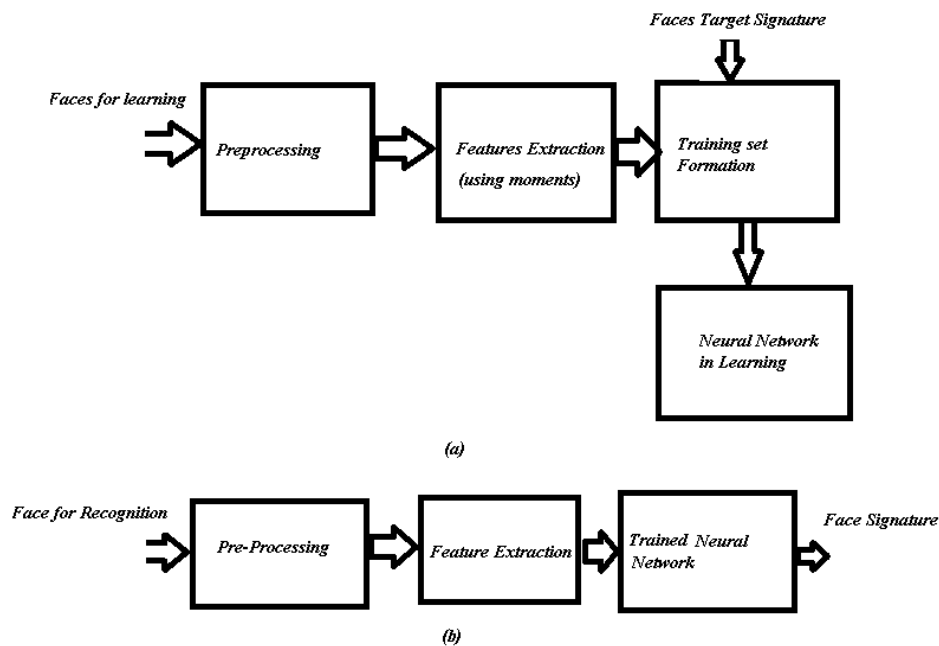 Faces Target Signature
Faces for learning
Preprocessing
Features Extraction
(using moments)
Training set
Formation
Neural Network
in Learning
(a)
Face for Recognition
Pre-Processing
Feature Extraction
Trained Neural
Network
Face Signature
(b)